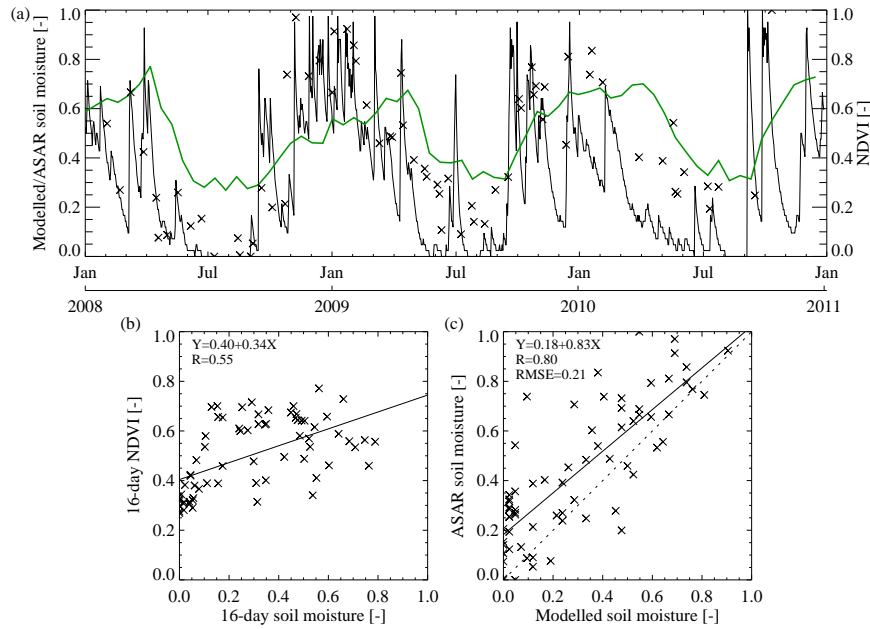 (a)
Modelled/ASAR soil moisture [-]
1.0
0.8
0.6
0.4
0.2
0.0
1.0
0.8
0.6
0.4
0.2
0.0
NDVI [-]
Jan Jul Jan Jul Jan Jul Jan
2008 2009 2010 2011
(b)
Y=0.40+0.34X
R=0.55
16-day NDVI [-]
1.0
0.8
0.6
0.4
0.2
0.0
0.0 0.2 0.4 0.6 0.8 1.0
16-day soil moisture [-]
(c)
Y=0.18+0.83X
R=0.80
RMSE=0.21
ASAR soil moisture [-]
1.0
0.8
0.6
0.4
0.2
0.0
0.0 0.2 0.4 0.6 0.8 1.0
Modelled soil moisture [-]